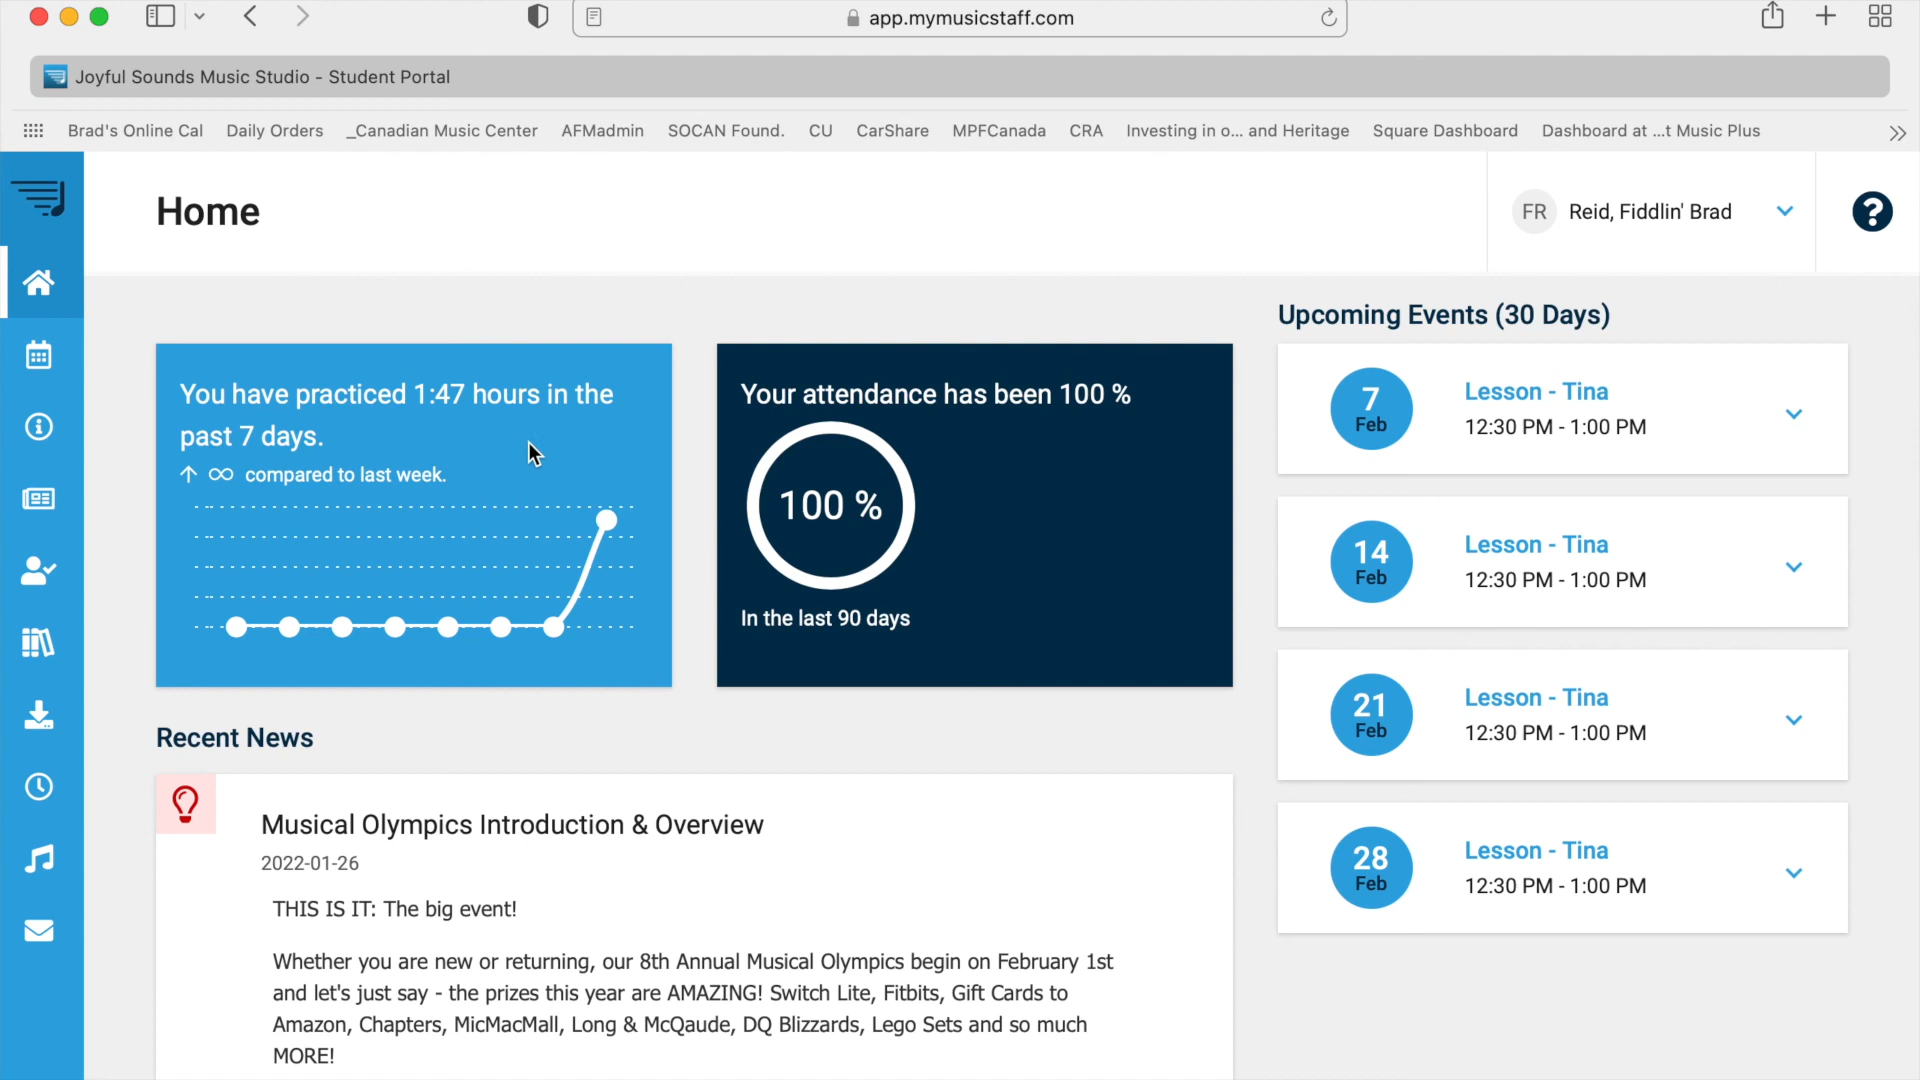 app.mymusicstaff.com
Joyful Sounds Music Studio - Student Portal
Brad's Online Cal Daily Orders _Canadian Music Center AFMadmin SOCAN Found. CU CarShare MPFCanada CRA Investing in o... and Heritage Square Dashboard Dashboard at ...t Music Plus
Home
FR Reid, Fiddlin' Brad
?
You have practiced 1:47 hours in the
past 7 days.
↑ ∞ compared to last week.
Your attendance has been 100 %
100 %
In the last 90 days
Recent News
Musical Olympics Introduction & Overview
2022-01-26
THIS IS IT: The big event!
Whether you are new or returning, our 8th Annual Musical Olympics begin on February 1st
and let's just say - the prizes this year are AMAZING! Switch Lite, Fitbits, Gift Cards to
Amazon, Chapters, MicMacMall, Long & McQaude, DQ Blizzards, Lego Sets and so much
MORE!
Upcoming Events (30 Days)
7
Feb
Lesson - Tina
12:30 PM - 1:00 PM
14
Feb
Lesson - Tina
12:30 PM - 1:00 PM
21
Feb
Lesson - Tina
12:30 PM - 1:00 PM
28
Feb
Lesson - Tina
12:30 PM - 1:00 PM